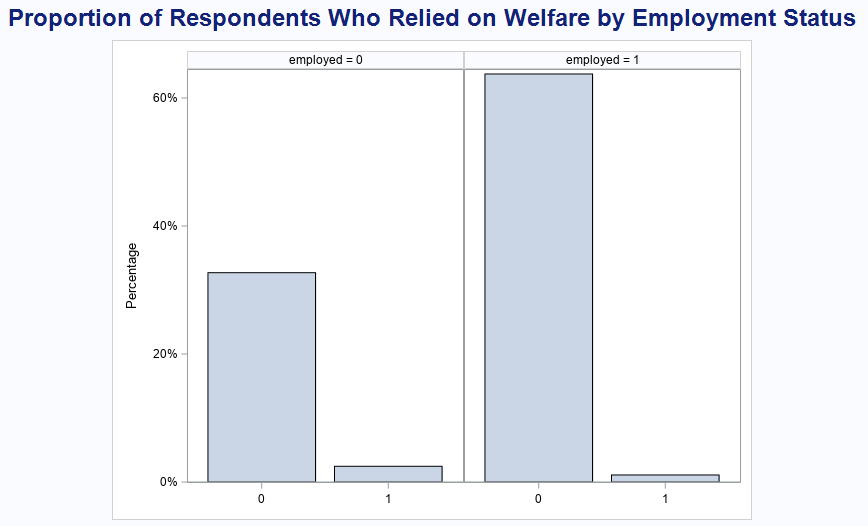 Proportion of Respondents Who Relied on Welfare by Employment Status
employed = 0
employed = 1
60%
40%
20%
0%
Percentage
0
1
0
1